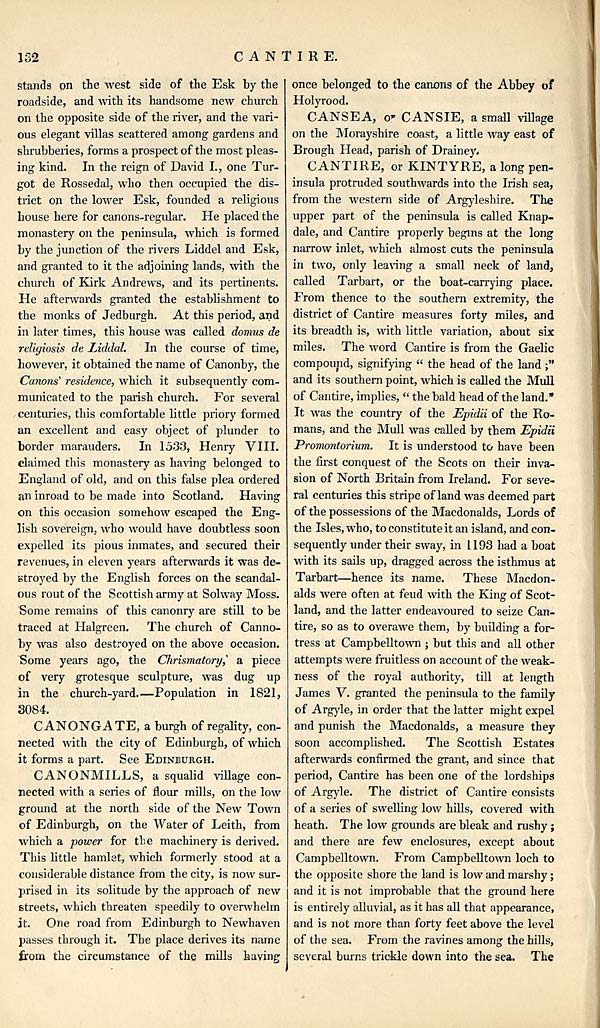 132
CANTIRE.
stands on the west side of the Esk by the
roadside, and with its handsome new church
on the opposite side of the river, and the vari-
ous elegant villas scattered among gardens and
shrubberies, forms a prospect of the most pleas-
ing kind. In the reign of David I., one Tur-
got de Rossedal, who then occupied the dis-
trict on the lower Esk, founded a religious
house here for canons-regular. He placed the
monastery on the peninsula, which is formed
by the junction of the rivers Liddel and Esk,
and granted to it the adjoining lands, with the
church of Kirk Andrews, and its pertinents.
He afterwards granted the establishment to
the monks of Jedburgh. At this period, and
in later times, this house was called domus de
religiosis de Liddal. In the course of time,
however, it obtained the name of Canonby, the
Canons' residence, which it subsequently com-
municated to the parish church. For several
centuries, this comfortable little priory formed
an excellent and easy object of plunder to
border marauders. In 1533, Henry VIII.
claimed this monastery as having belonged to
England of old, and on this false plea ordered
an inroad to be made into Scotland. Having
on this occasion somehow escaped the Eng-
lish sovereign, who would have doubtless soon
expelled its pious inmates, and secured their
revenues, in eleven years afterwards it was de-
stroyed by the English forces on the scandal-
ous rout of the Scottish army at Solway Moss.
Some remains of this canonry are still to be
traced at Halgreen. The church of Canno-
by was also destroyed on the above occasion.
Some years ago, the Chrismatory,' a piece
of very grotesque sculpture, was dug up
in the church-yard.—Population in 1821,
3084.
CANONGATE, a burgh of regality, con-
nected with the city of Edinburgh, of which
it forms a part. See EDINBURGH.
CANONMILLS, a squalid village con-
nected with a series of flour mills, on the low
ground at the north side of the New Town
of Edinburgh, on the Water of Leith, from
which a power for the machinery is derived.
This little hamlet, which formerly stood at a
considerable distance from the city, is now sur-
prised in its solitude by the approach of new
streets, which threaten speedily to overwhelm
it. One road from Edinburgh to Newhaven
passes through it. The place derives its name
from the circumstance of the mills having
once belonged to the canons of the Abbey of
Holyrood.
CANSEA, or CANSIE, a small village
on the Morayshire coast, a little way east of
Brough Head, parish of Drainey.
CANTIRE, or KINTYRE, a long pen-
insula protruded southwards into the Irish sea,
from the western side of Argyleshire. The
upper part of the peninsula is called Knap-
dale, and Cantire properly begins at the long
narrow inlet, which almost cuts the peninsula
in two, only leaving a small neck of land,
called Tarbart, or the boat-carrying place.
From thence to the southern extremity, the
district of Cantire measures forty miles, and
its breadth is, with little variation, about six
miles. The word Cantire is from the Gaelic
compound, signifying " the head of the land ;"
and its southern point, which is called the Mull
of Cantire, implies, " the bald head of the land."
It was the country of the Epidii of the Ro-
mans, and the Mull was called by them Epidii
Promontorium. It is understood to have been
the first conquest of the Scots on their inva-
sion of North Britain from Ireland. For seve-
ral centuries this stripe of land was deemed part
of the possessions of the Macdonalds, Lords of
the Isles, who, to constitute it an island, and con-
sequently under their sway, in 1193 had a boat
with its sails up, dragged across the isthmus at
Tarbart—hence its name. These Macdon-
alds were often at feud with the King of Scot-
land, and the latter endeavoured to seize Can-
tire, so as to overawe them, by building a for-
tress at Campbelltown ; but this and all other
attempts were fruitless on account of the weak-
ness of the royal authority, till at length
James V. granted the peninsula to the family
of Argyle, in order that the latter might expel
and punish the Macdonalds, a measure they
soon accomplished. The Scottish Estates
afterwards confirmed the grant, and since that
period, Cantire has been one of the lordships
of Argyle. The district of Cantire consists
of a series of swelling low hills, covered with
heath. The low grounds are bleak and rushy ;
and there are few enclosures, except about
Campbelltown. From Campbelltown loch to
the opposite shore the land is low and marshy ;
and it is not improbable that the ground here
is entirely alluvial, as it has all that appearance,
and is not more than forty feet above the level
of the sea. From the ravines among the hills,
several burns trickle down into the sea. The